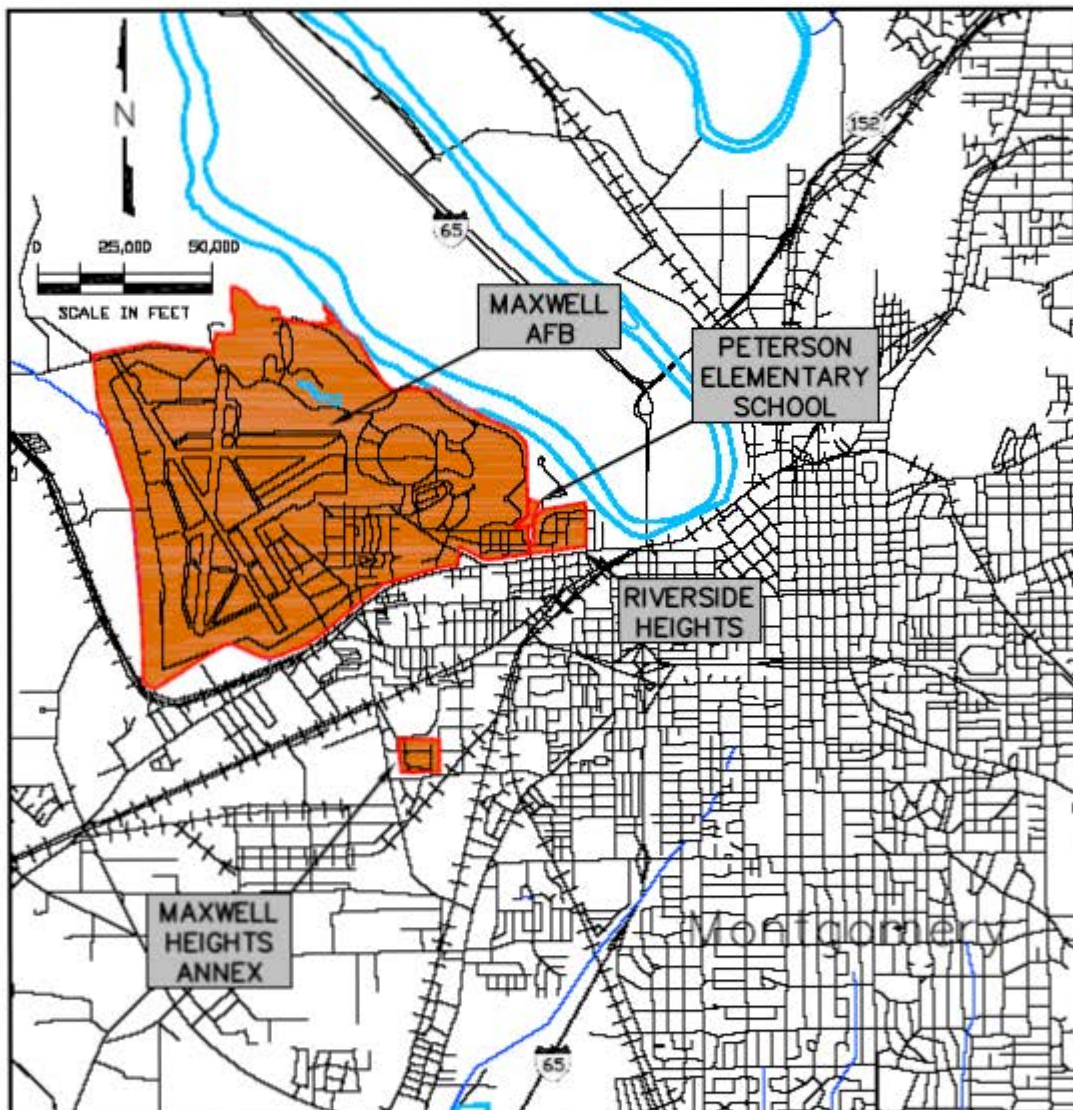 N
152
65
0 25,000 50,000
SCALE IN FEET
MAXWELL
AFB
PETERSON
ELEMENTARY
SCHOOL
RIVERSIDE
HEIGHTS
MAXWELL
HEIGHTS
ANNEX
Montgomery
65